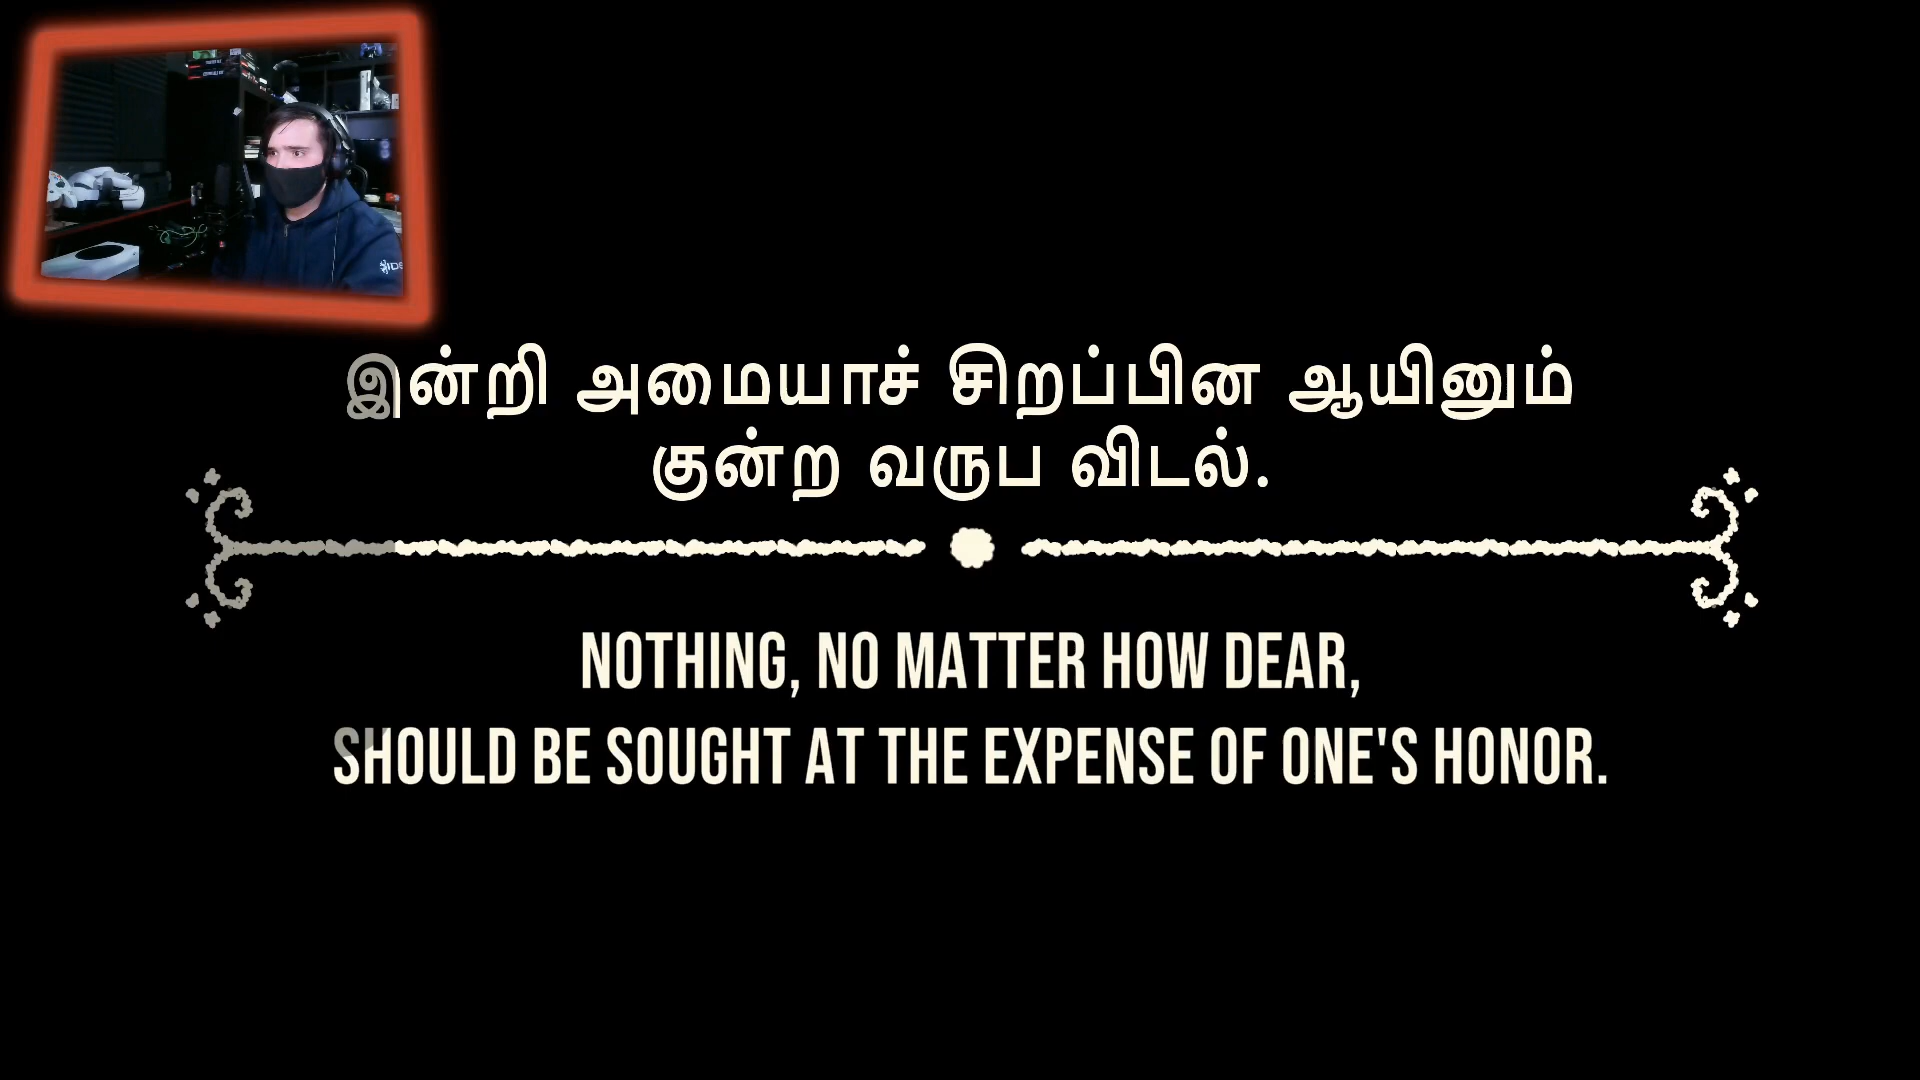 இன்றி அமையாச் சிறப்பின ஆயினும்
குன்ற வருப விடல்.
NOTHING, NO MATTER HOW DEAR,
SHOULD BE SOUGHT AT THE EXPENSE OF ONE'S HONOR.